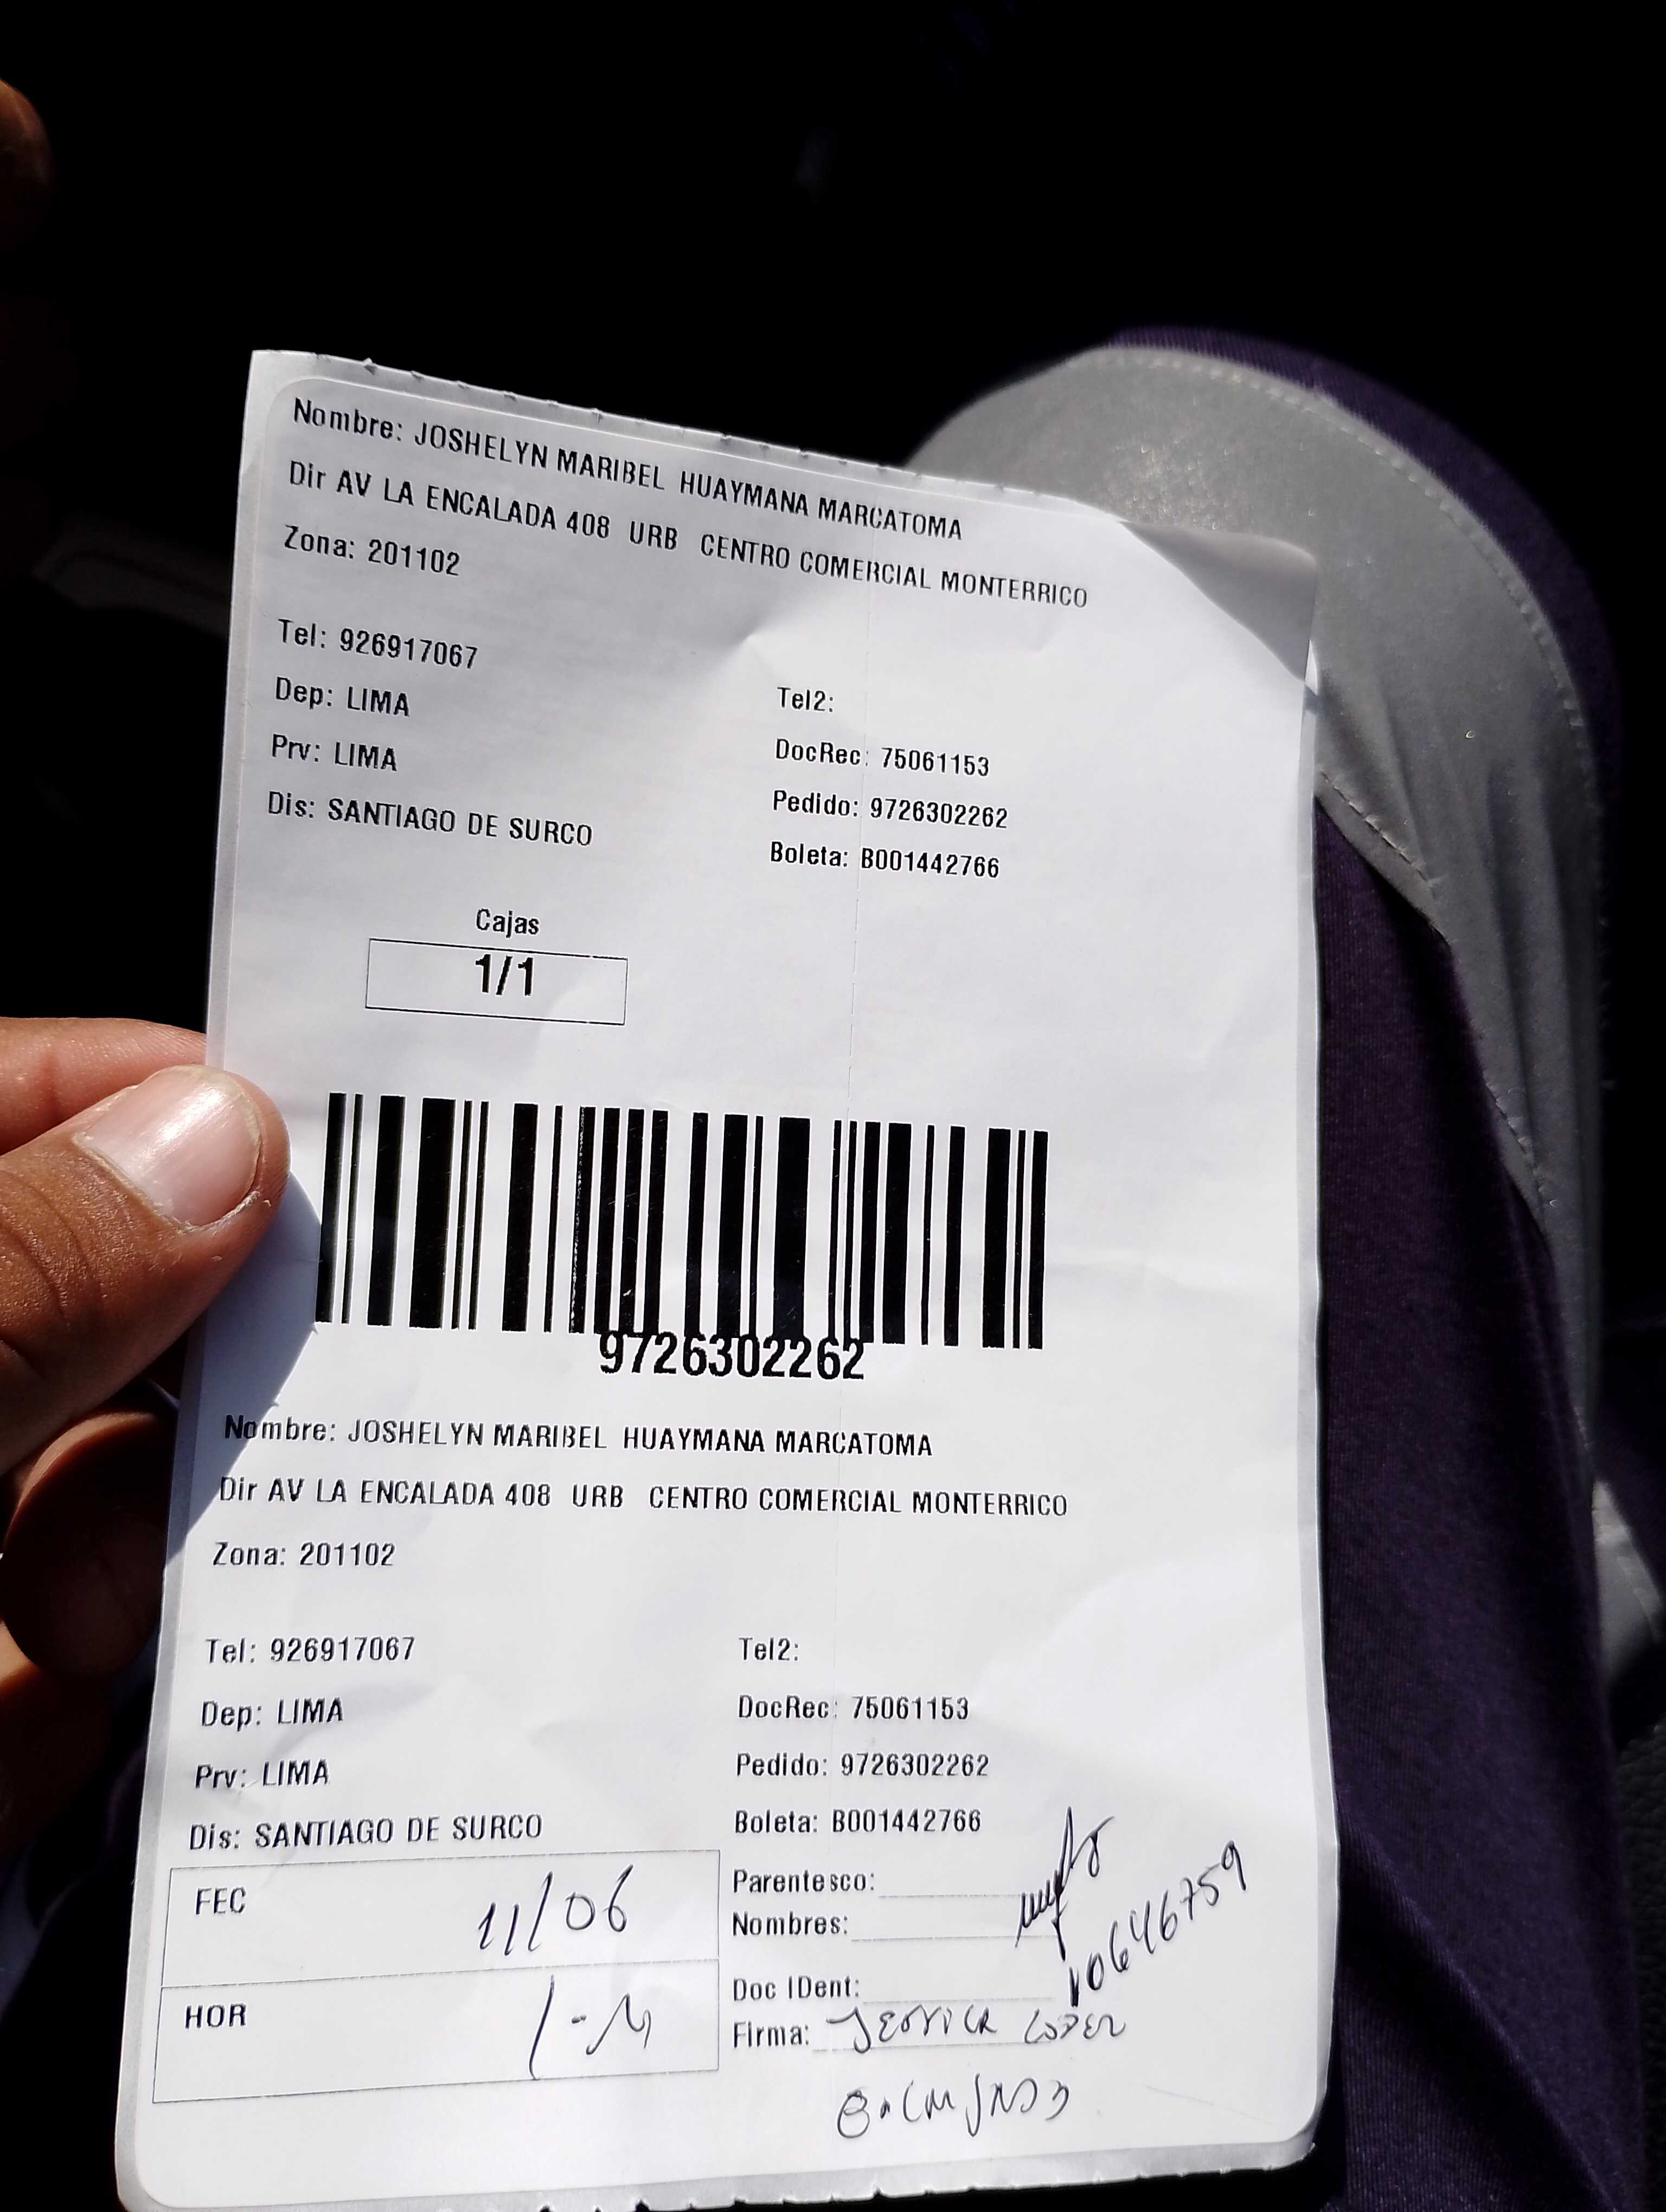 Nombre: JOSHELYN MARIBEL HUAYMANA MARCATOMA
Dir AV LA ENCALADA 408 URB CENTRO COMERCIAL MONTERRICO
Zona: 201102
Tel: 926917067
Tel2:
Dep: LIMA
DocRec: 75061153
Prv: LIMA
Pedido: 9726302262
Dis: SANTIAGO DE SURCO
Boleta: B001442766
Cajas
1/1
9726302262
Nombre: JOSHELYN MARIBEL HUAYMANA MARCATOMA
Dir AV LA ENCALADA 408 URB CENTRO COMERCIAL MONTERRICO
Zona: 201102
Tel: 926917067
Tel2:
Dep: LIMA
DocRec: 75061153
Prv: LIMA
Pedido: 9726302262
Dis: SANTIAGO DE SURCO
Boleta: B001442766
FEC 11/06
Parentesco:
Nombres:
10646759
HOR
Doc IDent:
Firma: Jessica Lopez